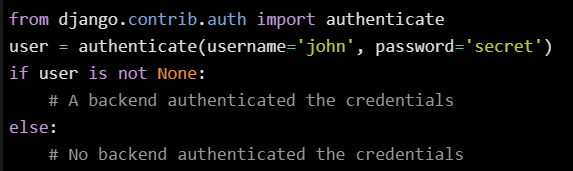 from django.contrib.auth import authenticate
user = authenticate(username='john', password='secret')
if user is not None:
    # A backend authenticated the credentials
else:
    # No backend authenticated the credentials